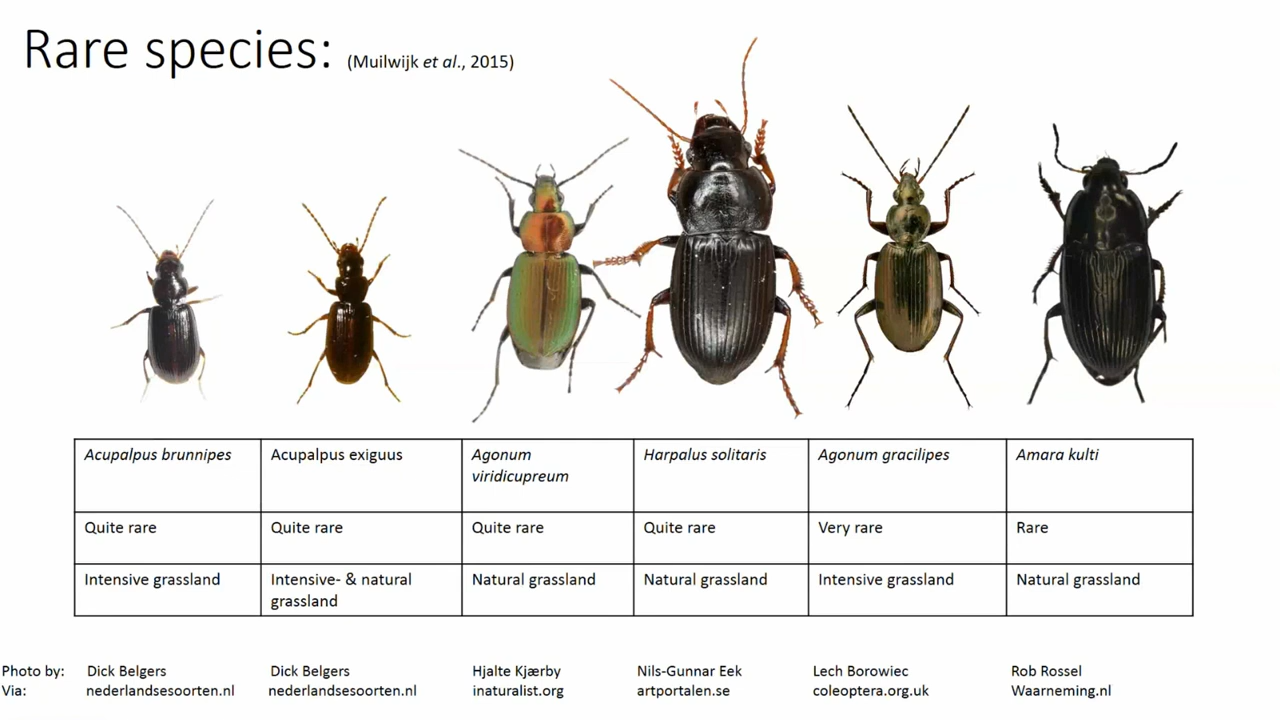 Rare species: (Muilwijk et al., 2015)
Acupalpus brunnipes
Acupalpus exiguus
Agonum
viridicupreum
Harpalus solitaris
Agonum gracilipes
Amara kulti
Quite rare
Quite rare
Quite rare
Quite rare
Very rare
Rare
Intensive grassland
Intensive- & natural
grassland
Natural grassland
Natural grassland
Intensive grassland
Natural grassland
Photo by: Dick Belgers Dick Belgers Hjalte Kjærby Nils-Gunnar Eek Lech Borowiec Rob Rossel
Via: nederlandsesoorten.nl nederlandsesoorten.nl inaturalist.org artportalen.se coleoptera.org.uk Waarneming.nl